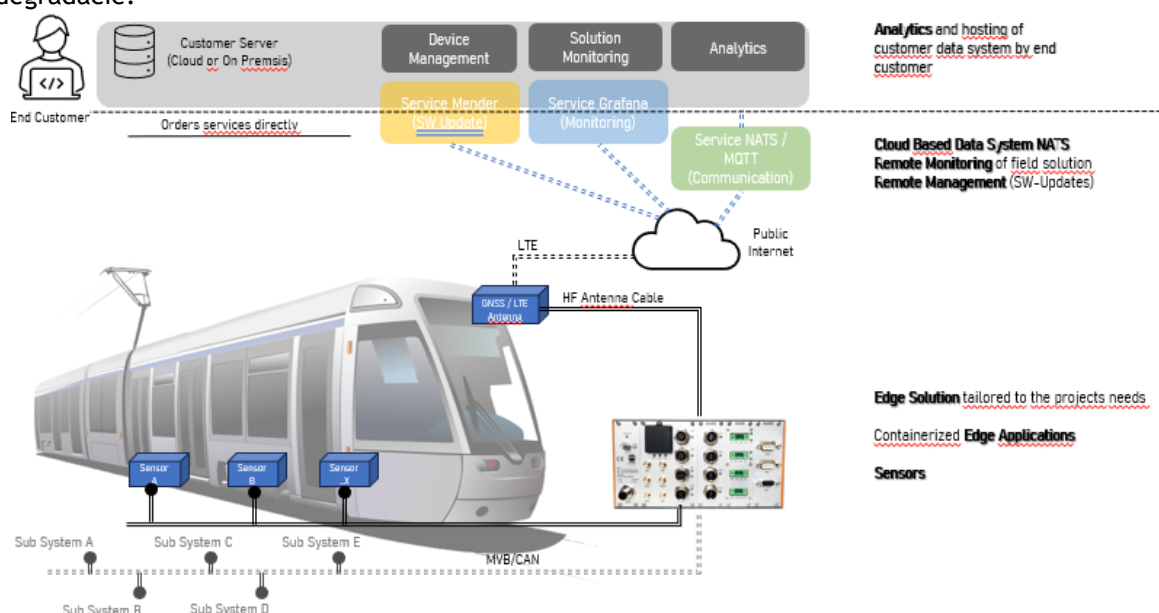 degradácie.
Customer Server
(Cloud or On Premsis)
Device
Management
Solution
Monitoring
Analytics
Analytics and hosting of
customer data system by end
customer
End Customer
Orders services directly
Service Mender
(SW Update)
Service Grafana
(Monitoring)
Service NATS /
MQTT
(Communication)
Cloud Based Data System NATS
Remote Monitoring of field solution
Remote Management (SW-Updates)
Public
Internet
LTE
GNSS / LTE
Antenna
HF Antenna Cable
Edge Solution tailored to the projects needs
Containerized Edge Applications
Sensors
Sensor
A
Sensor
B
Sensor
..X
Sub System A
Sub System C
Sub System E
MVB/CAN
Sub System B
Sub System D